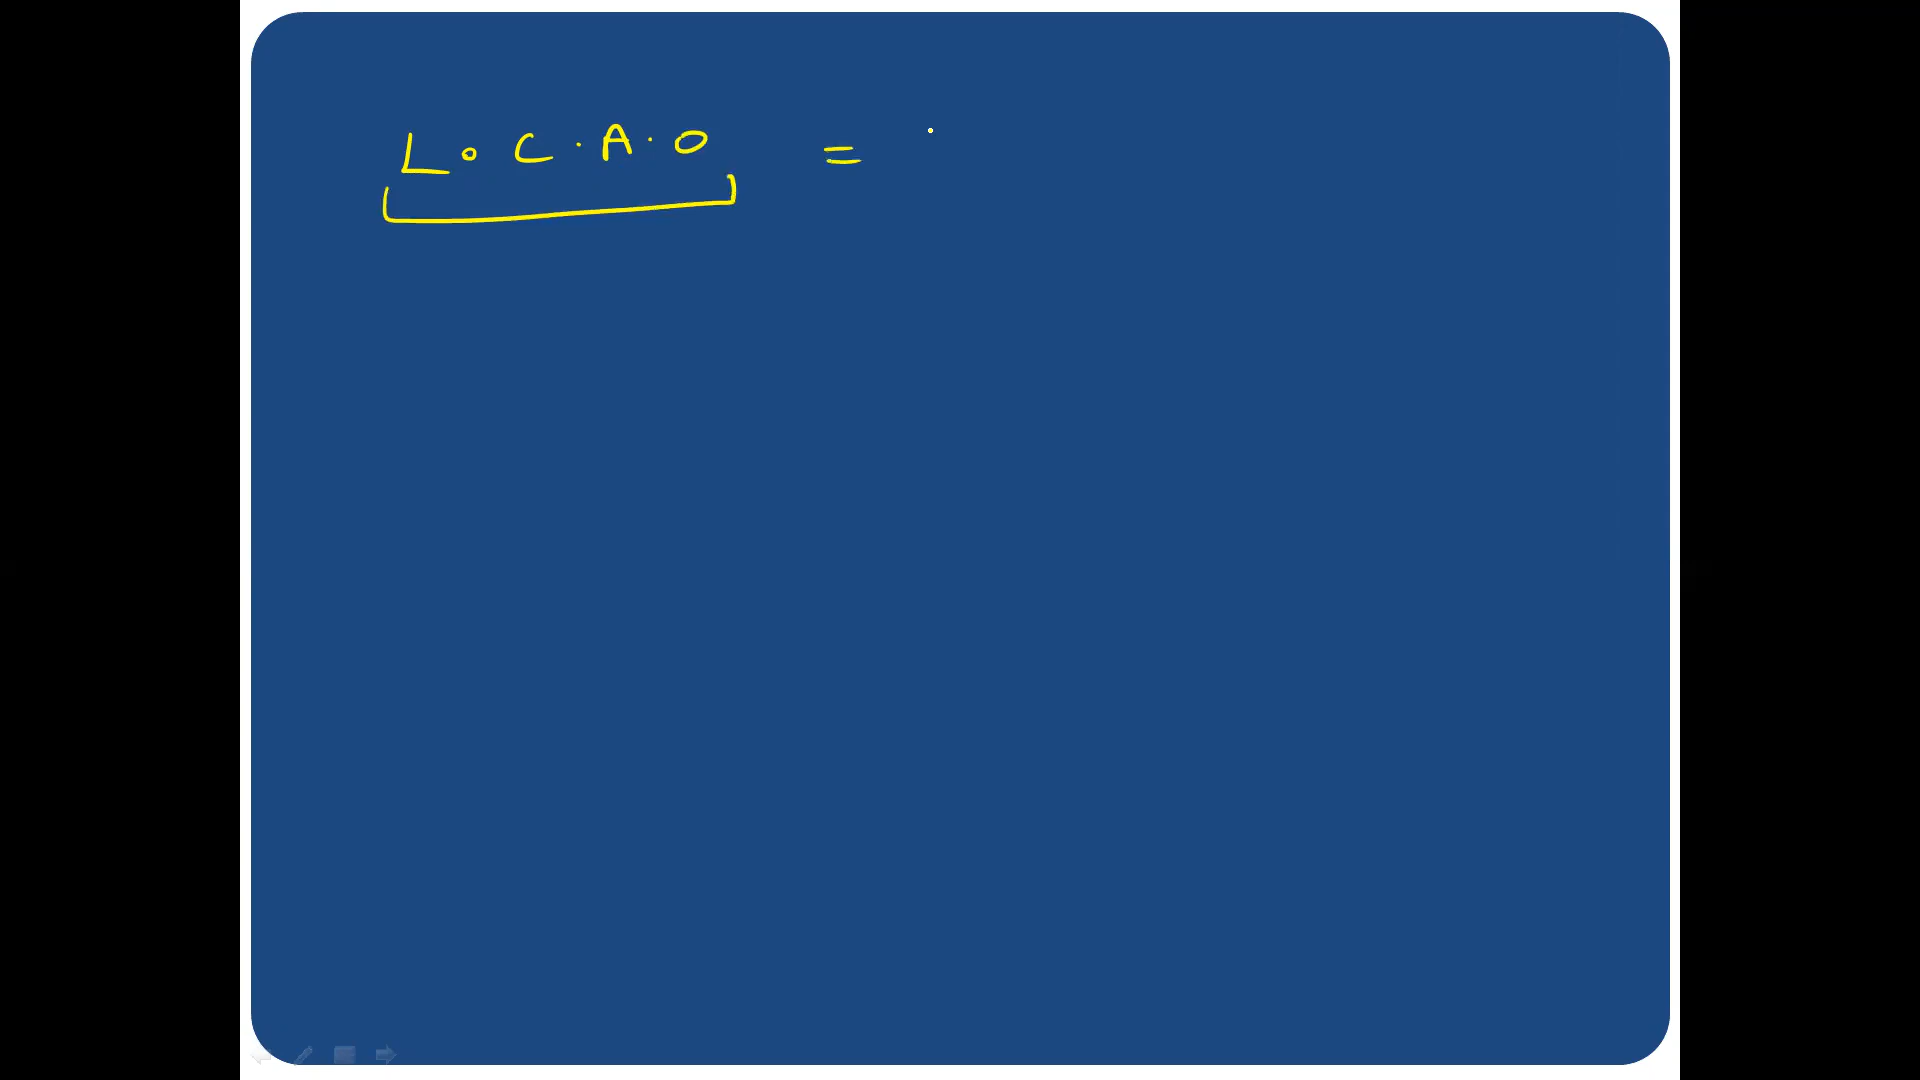 L. C. A. O =